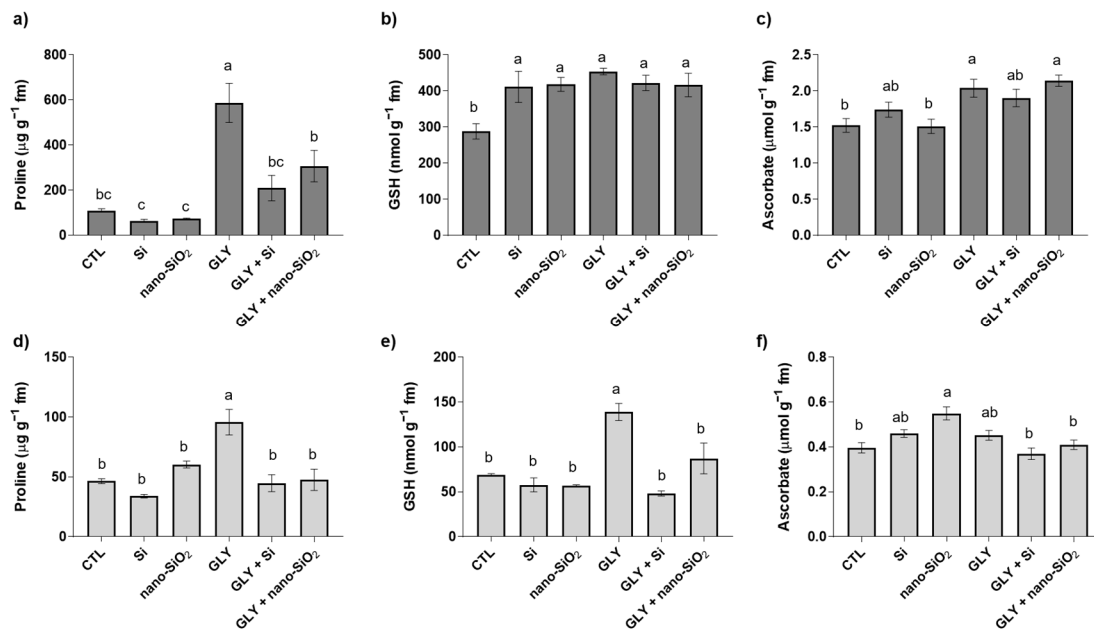 a)
Proline (µg g⁻¹ fm)
800
600
400
200
0
bc
c
c
a
bc
b
CTL
Si
nano-SiO₂
GLY
GLY + Si
GLY + nano-SiO₂
b)
GSH (nmol g⁻¹ fm)
500
400
300
200
100
0
b
a
a
a
a
a
CTL
Si
nano-SiO₂
GLY
GLY + Si
GLY + nano-SiO₂
c)
Ascorbate (µmol g⁻¹ fm)
2.5
2.0
1.5
1.0
0.5
0.0
b
ab
b
a
ab
a
CTL
Si
nano-SiO₂
GLY
GLY + Si
GLY + nano-SiO₂
d)
Proline (µg g⁻¹ fm)
150
100
50
0
b
b
b
a
b
b
CTL
Si
nano-SiO₂
GLY
GLY + Si
GLY + nano-SiO₂
e)
GSH (nmol g⁻¹ fm)
200
150
100
50
0
b
b
b
a
b
b
CTL
Si
nano-SiO₂
GLY
GLY + Si
GLY + nano-SiO₂
f)
Ascorbate (µmol g⁻¹ fm)
0.8
0.6
0.4
0.2
0.0
b
ab
a
ab
b
b
CTL
Si
nano-SiO₂
GLY
GLY + Si
GLY + nano-SiO₂